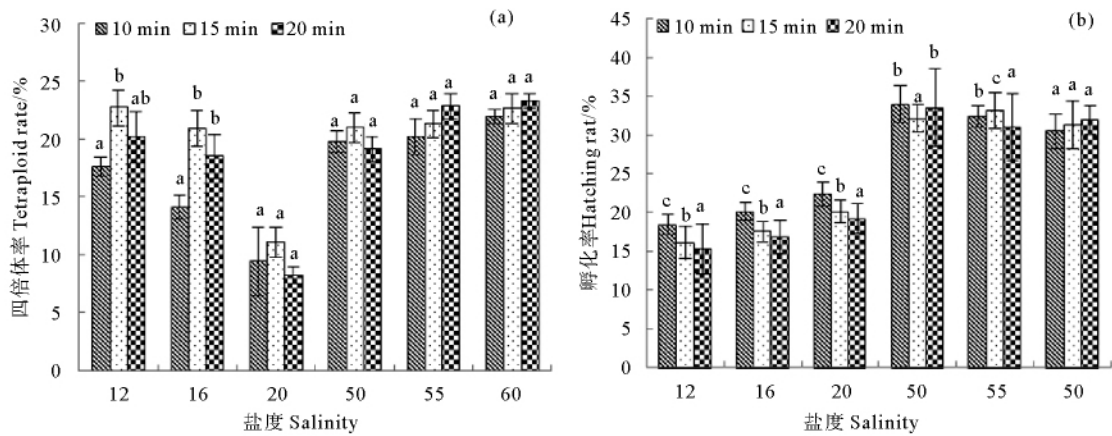 (a)
10 min 15 min 20 min
四倍体率 Tetraploid rate/%
30
25
20
15
10
5
0
a b ab
a b b
a a a
a a a
a a a
a a a
12 16 20 50 55 60
盐度 Salinity
(b)
10 min 15 min 20 min
孵化率Hatching rat/%
45
40
35
30
25
20
15
10
5
0
c b a
c b a
c b a
b a b
b c a
a a a
12 16 20 50 55 50
盐度 Salinity